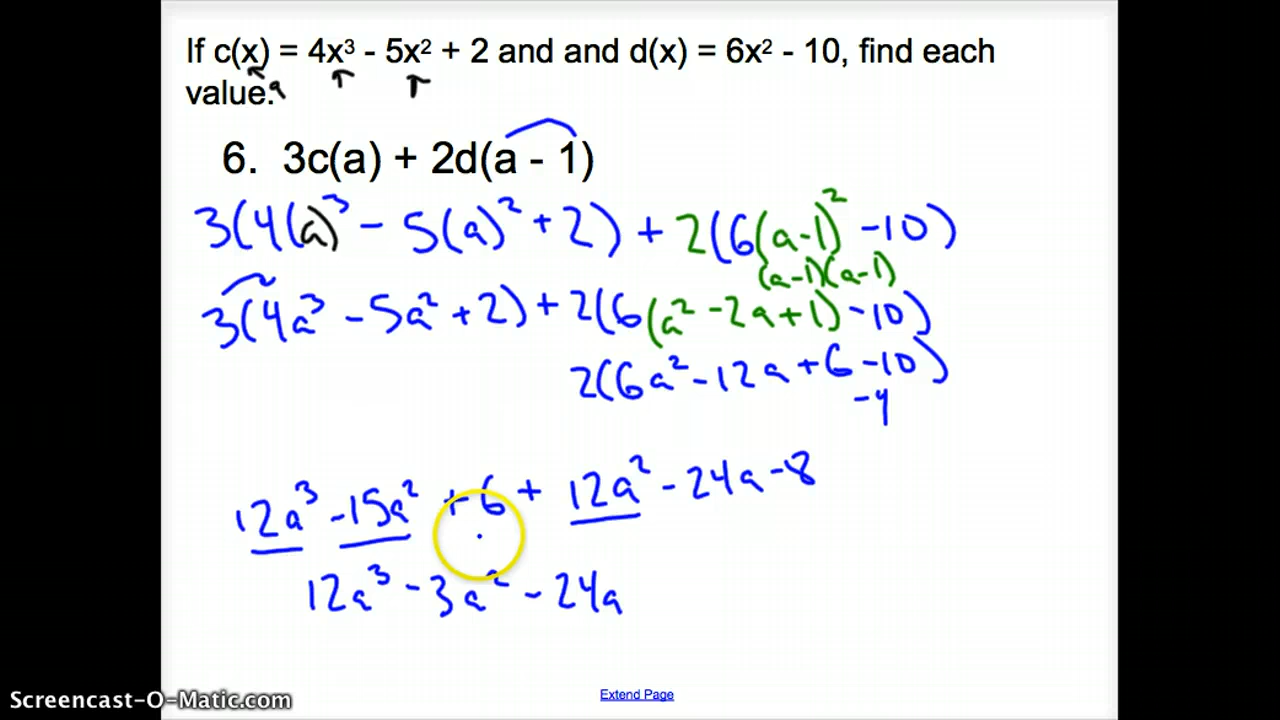 If c(x) = 4x³ - 5x² + 2 and and d(x) = 6x² - 10, find each
value.
a
6. 3c(a) + 2d(a - 1)
3(4(a)³ - 5(a)² + 2) + 2(6(a-1)² -10)
(a-1)(a-1)
3(4a³ - 5a² + 2) + 2(6(a² - 2a + 1) - 10)
2(6a² - 12a + 6 - 10)
-4
12a³ - 15a² + 6 + 12a² - 24a - 8
12a³ - 3a² - 24a
Extend Page
Screencast-O-Matic.com